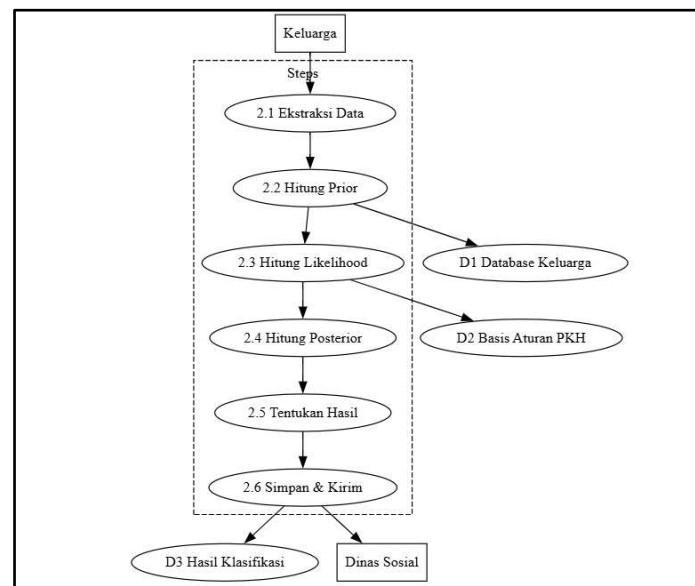 Keluarga
Steps
2.1 Ekstraksi Data
2.2 Hitung Prior
2.3 Hitung Likelihood
D1 Database Keluarga
2.4 Hitung Posterior
D2 Basis Aturan PKH
2.5 Tentukan Hasil
2.6 Simpan & Kirim
D3 Hasil Klasifikasi
Dinas Sosial